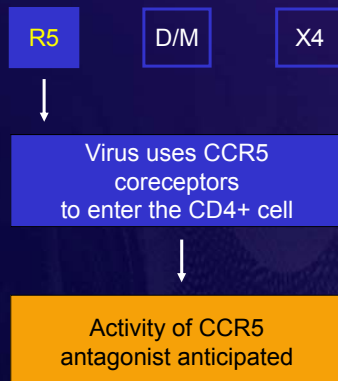 R5 D/M X4
Virus uses CCR5
coreceptors
to enter the CD4+ cell
Activity of CCR5
antagonist anticipated